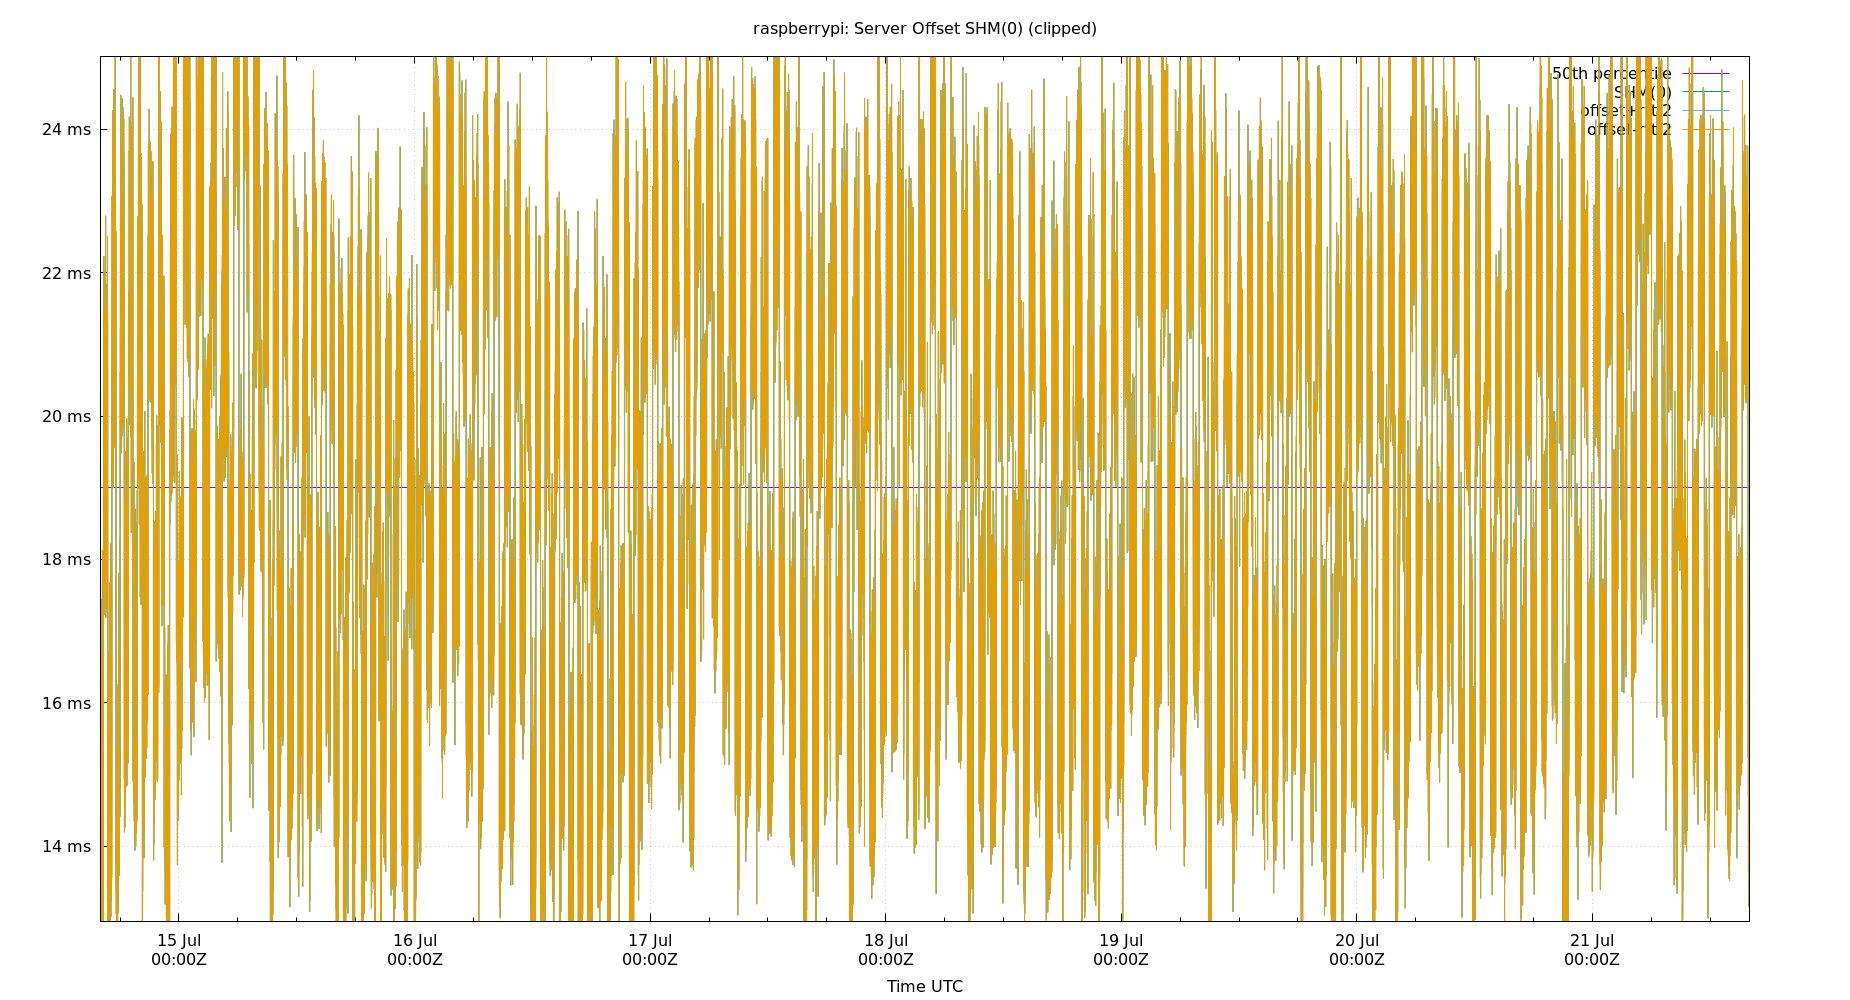 raspberrypi: Server Offset SHM(0) (clipped)
50th percentile
SHM(0)
offset+rtt/2
offset-rtt/2
24 ms
22 ms
20 ms
18 ms
16 ms
14 ms
15 Jul 16 Jul 17 Jul 18 Jul 19 Jul 20 Jul 21 Jul
00:00Z 00:00Z 00:00Z 00:00Z 00:00Z 00:00Z 00:00Z
Time UTC